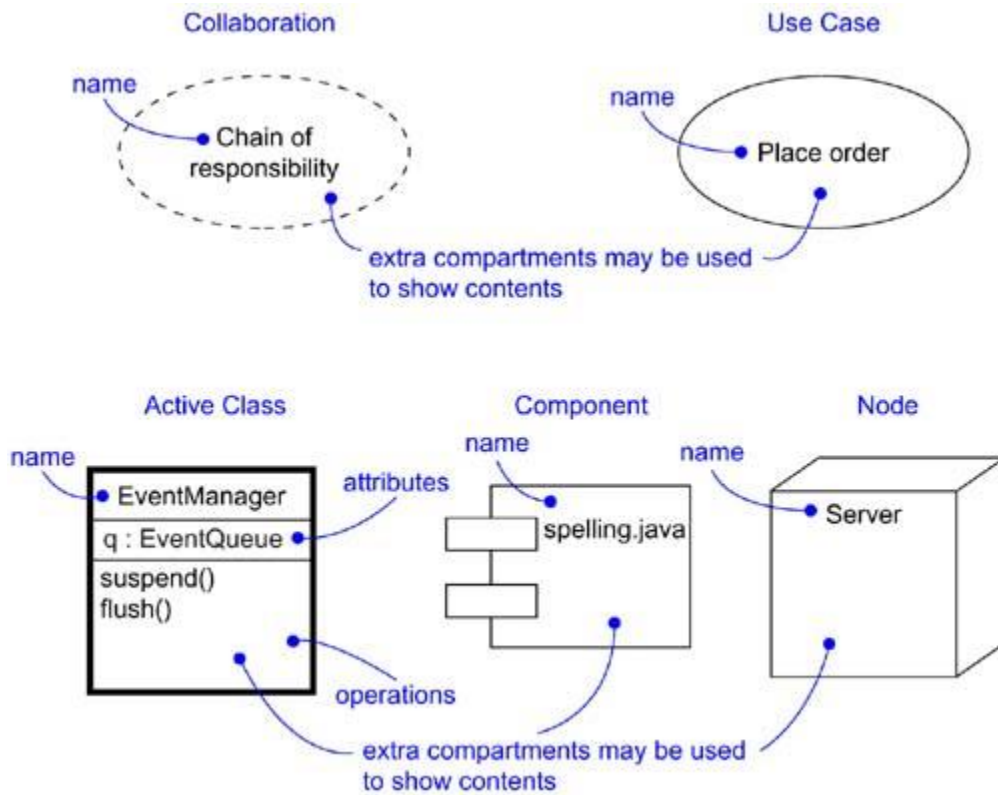 Collaboration
Use Case
name
Chain of
responsibility
name
Place order
extra compartments may be used
to show contents
Active Class
Component
Node
name
EventManager
attributes
q : EventQueue
suspend()
flush()
operations
name
spelling.java
name
Server
extra compartments may be used
to show contents